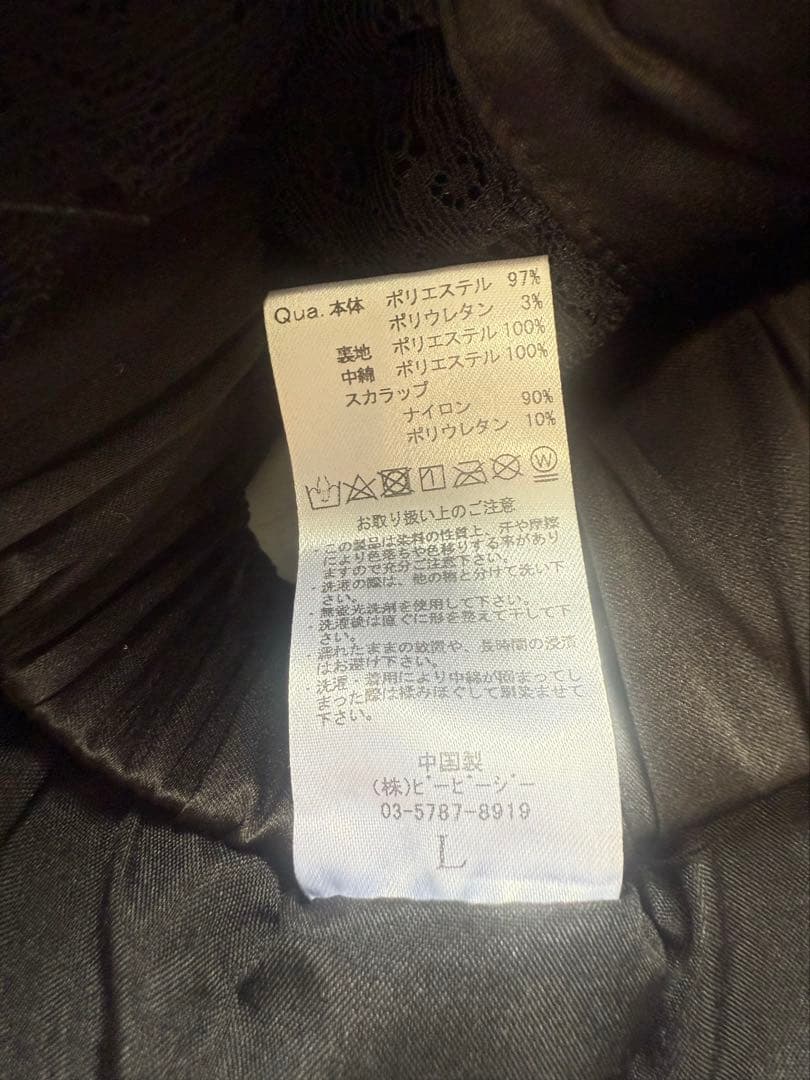 Qua. 本体 ポリエステル 97%
ポリウレタン 3%
裏地 ポリエステル 100%
中綿 ポリエステル 100%
スカラップ
ナイロン 90%
ポリウレタン 10%
W
お取り扱い上のご注意
・この製品は染料の性質上、汗や摩擦
により色落ちや色移りする事があり
ますので充分ご注意下さい。
・洗濯の際は、他の物と分けて洗い下
さい。
・無蛍光洗剤を使用して下さい。
・洗濯後は直ぐに形を整えて干して下
さい。
・濡れたままの放置や、長時間の浸漬
はお避け下さい。
・洗濯・着用により中綿が固まってし
まった際は揉みほぐして馴染ませて
下さい。
中国製
(株)ピーピージー
03-5787-8919
L